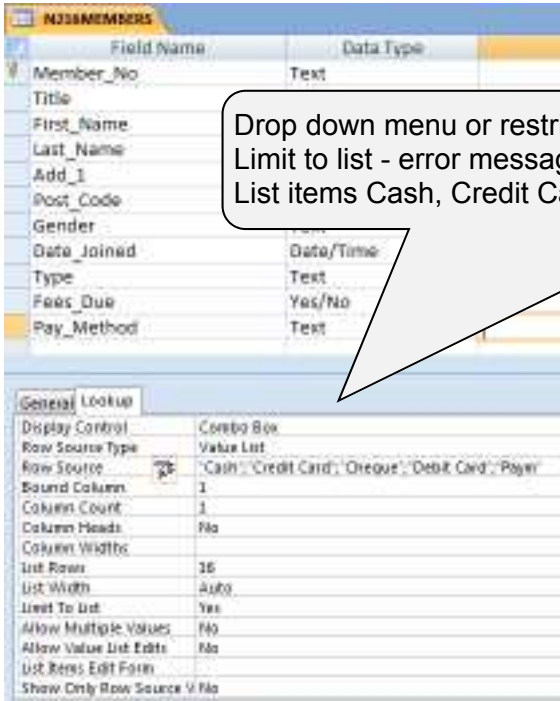 NJ16MEMBERS
Field Name Data Type
Member_No Text
Title
First_Name
Last_Name
Add_1
Post_Code
Gender Text
Date_Joined Date/Time
Type Text
Fees_Due Yes/No
Pay_Method Text
Drop down menu or restr
Limit to list - error messag
List items Cash, Credit Ca
General Lookup
Display Control Combo Box
Row Source Type Value List
Row Source 'Cash';'Credit Card';'Cheque';'Debit Card';'Paym'
Bound Column 1
Column Count 1
Column Heads No
Column Widths
List Rows 16
List Width Auto
Limit To List Yes
Allow Multiple Values No
Allow Value List Edits No
List Items Edit Form
Show Only Row Source V No